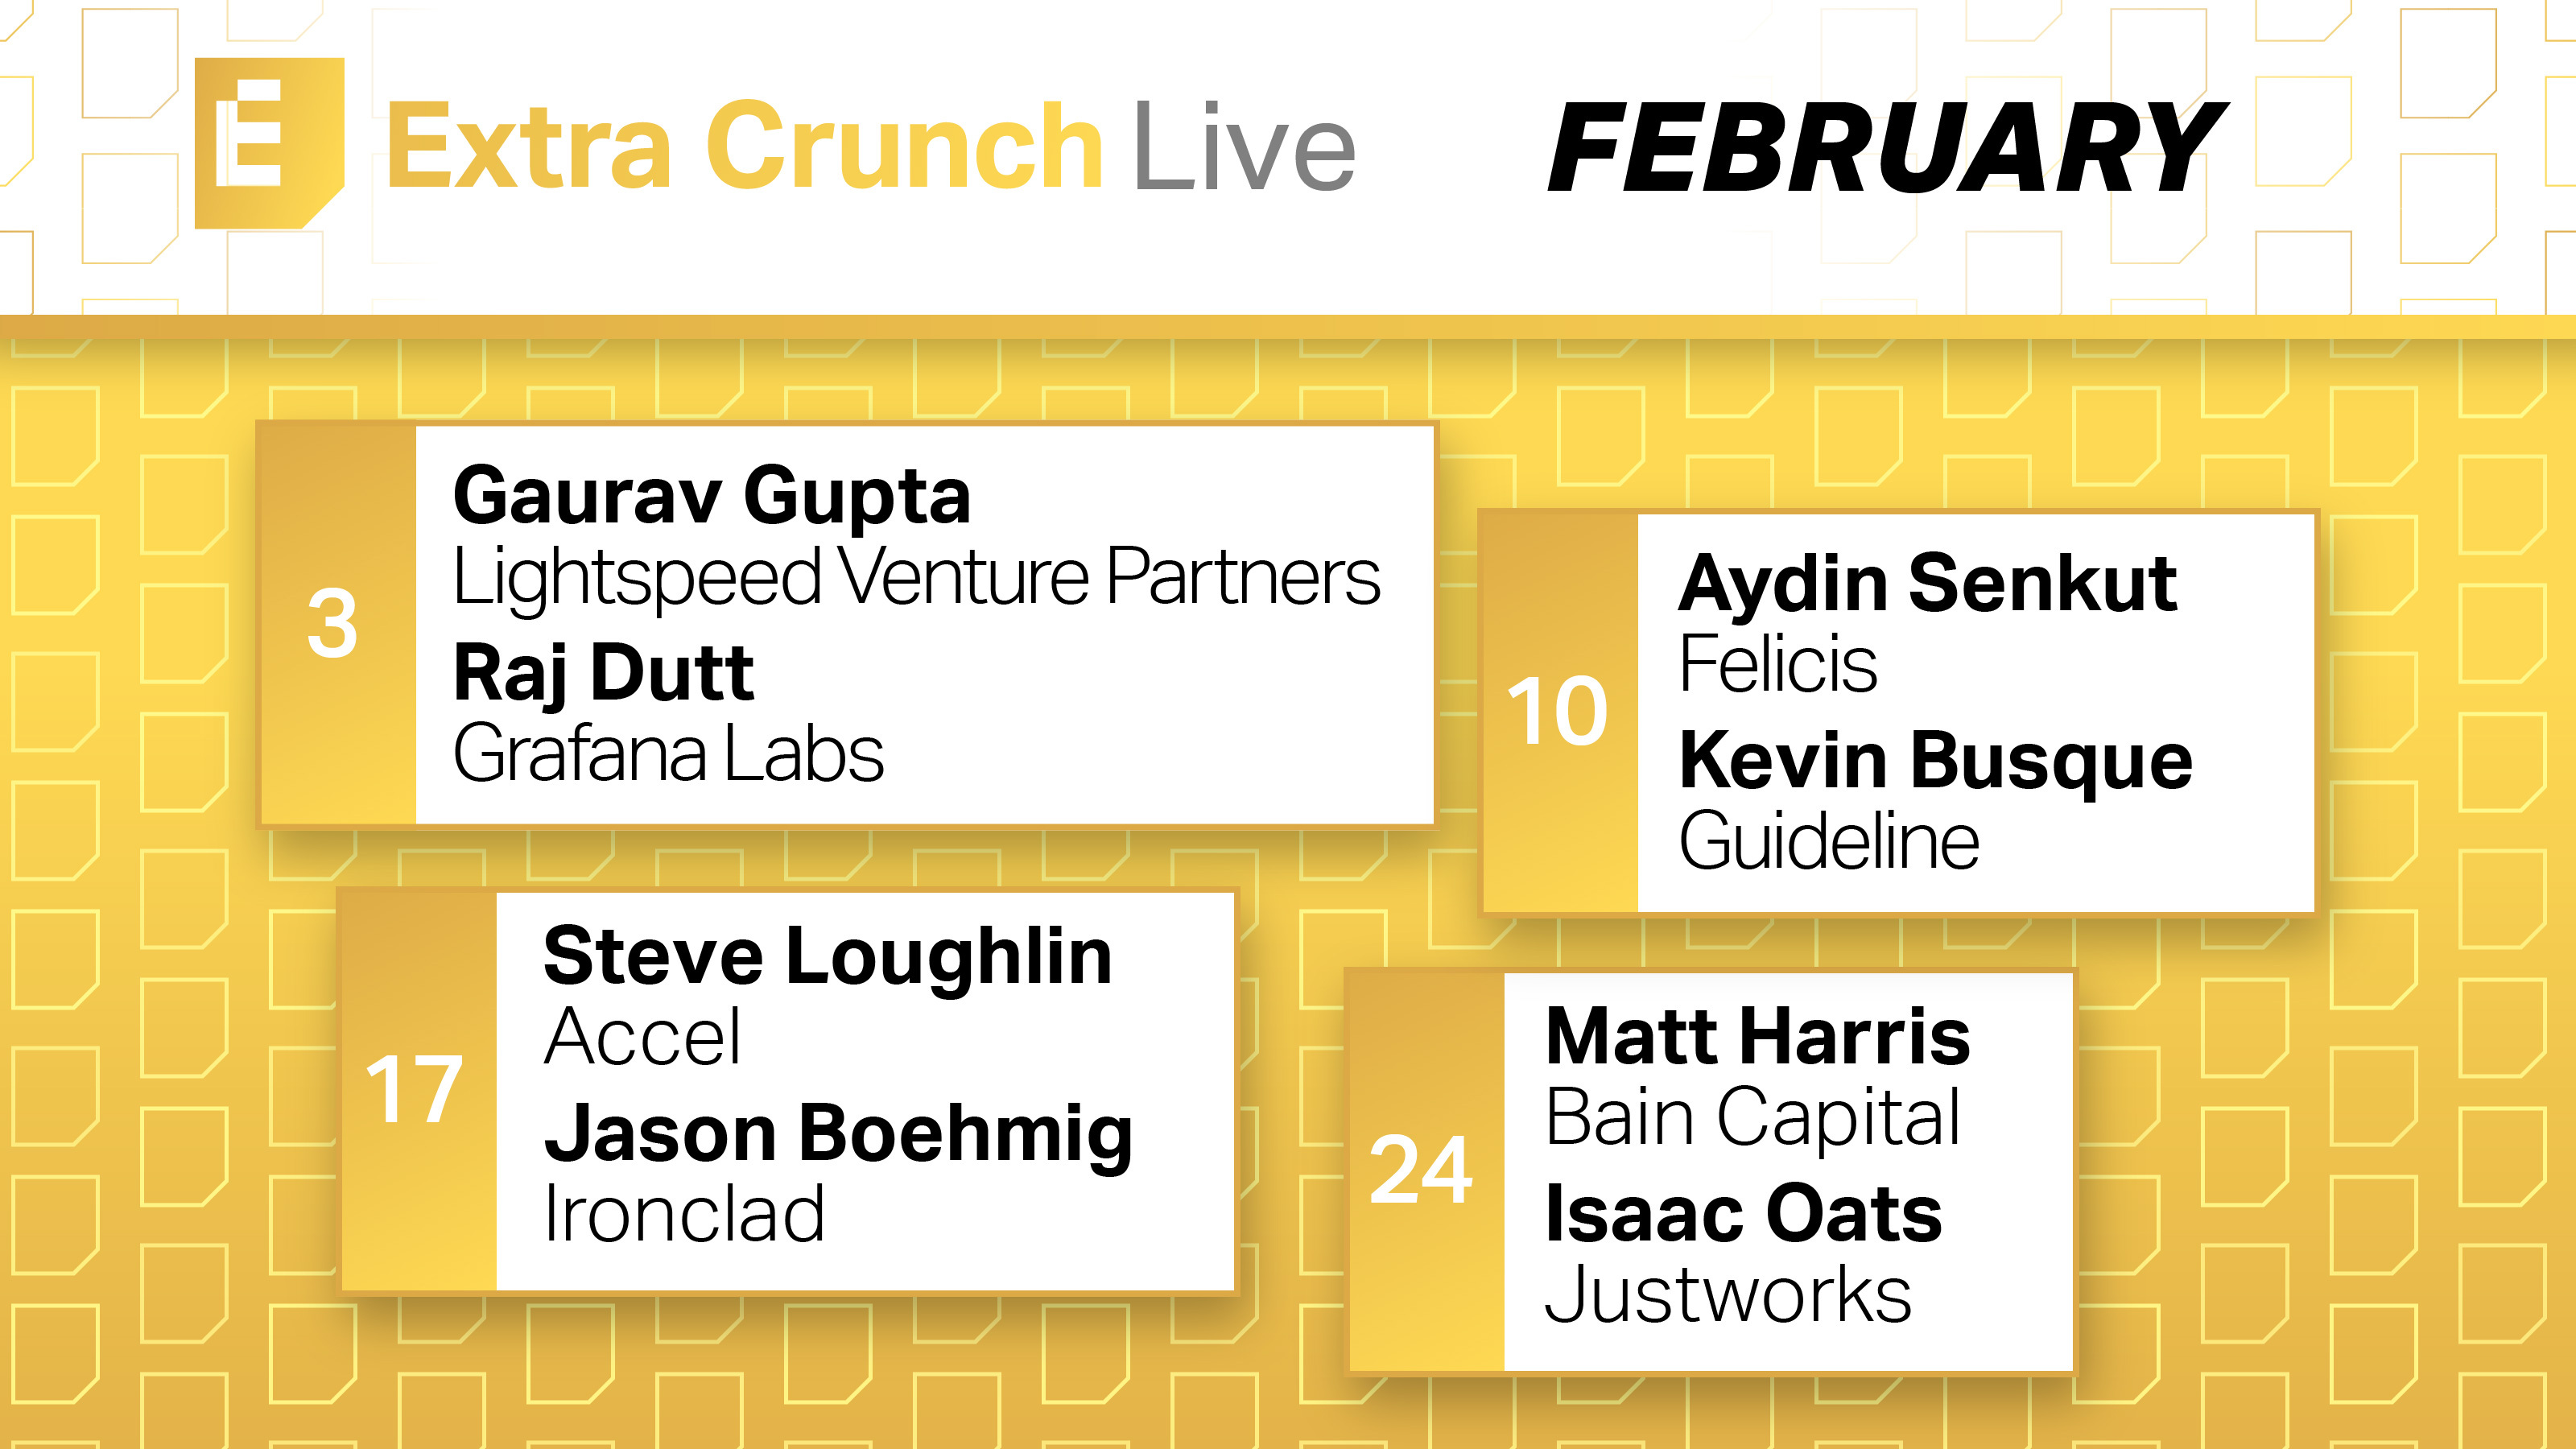 E Extra Crunch Live
FEBRUARY
3
Gaurav Gupta
Lightspeed Venture Partners
Raj Dutt
Grafana Labs
10
Aydin Senkut
Felicis
Kevin Busque
Guideline
17
Steve Loughlin
Accel
Jason Boehmig
Ironclad
24
Matt Harris
Bain Capital
Isaac Oats
Justworks